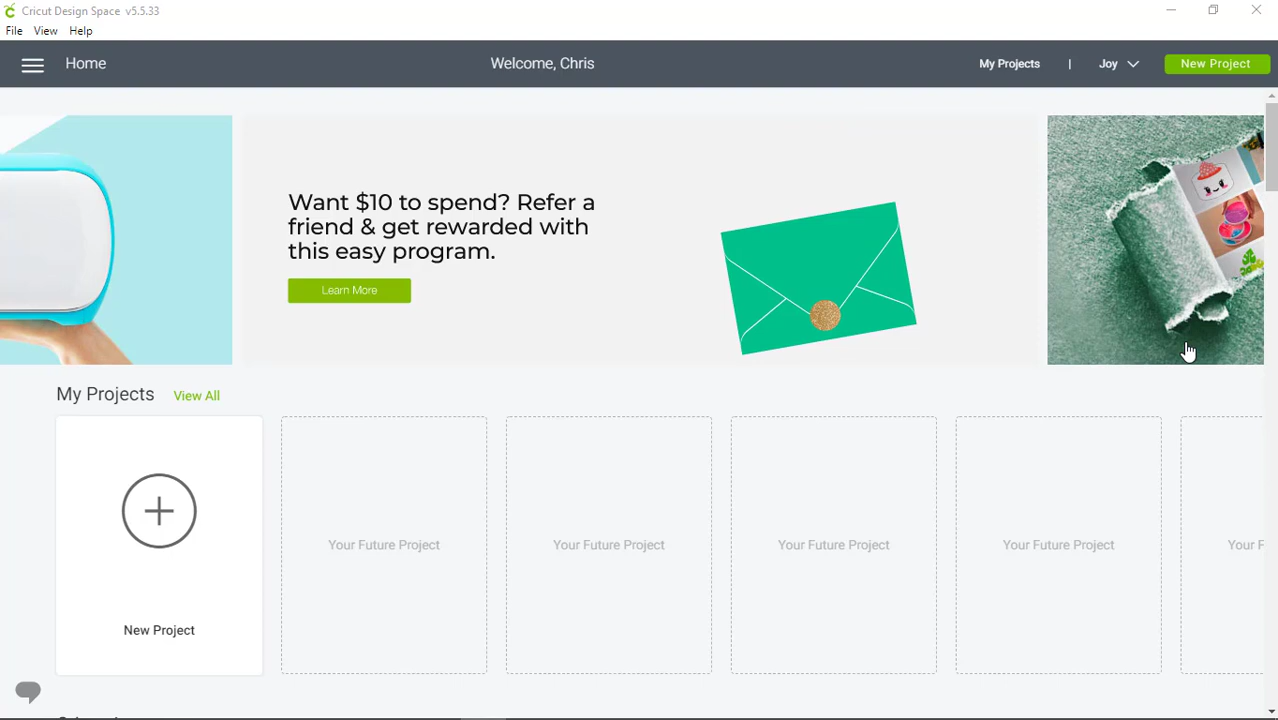 Cricut Design Space v5.5.33
File View Help
Home
Welcome, Chris
My Projects | Joy
New Project
Want $10 to spend? Refer a
friend & get rewarded with
this easy program.
Learn More
My Projects View All
New Project
Your Future Project
Your Future Project
Your Future Project
Your Future Project
Your F